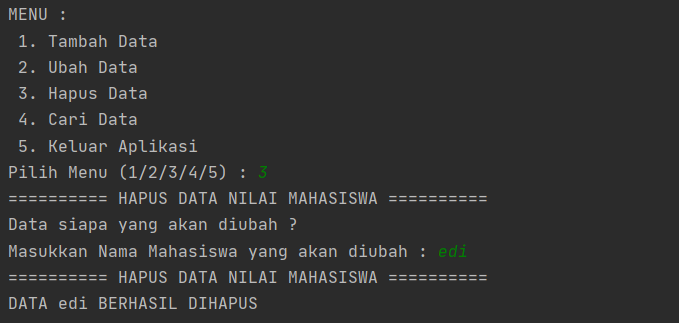 MENU :
 1. Tambah Data
 2. Ubah Data
 3. Hapus Data
 4. Cari Data
 5. Keluar Aplikasi
Pilih Menu (1/2/3/4/5) : 3
========== HAPUS DATA NILAI MAHASISWA ==========
Data siapa yang akan diubah ?
Masukkan Nama Mahasiswa yang akan diubah : edi
========== HAPUS DATA NILAI MAHASISWA ==========
DATA edi BERHASIL DIHAPUS